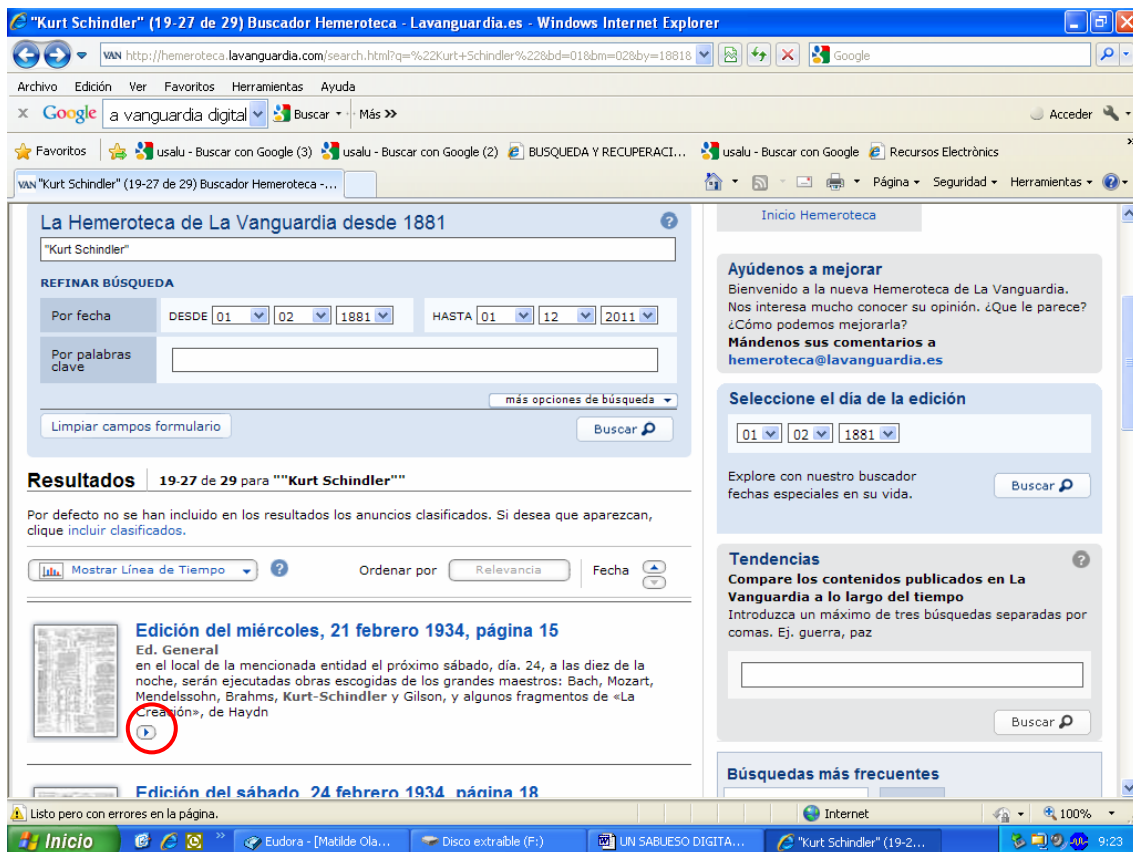 "Kurt Schindler" (19-27 de 29) Buscador Hemeroteca - Lavanguardia.es - Windows Internet Explorer
VAN http://hemeroteca.lavanguardia.com/search.html?q=%22Kurt+Schindler%22&bd=01&bm=02&by=1881&
Google
Archivo Edición Ver Favoritos Herramientas Ayuda
x Google a vanguardia digital Buscar Más >> Acceder
Favoritos usalu - Buscar con Google (3) usalu - Buscar con Google (2) BUSQUEDA Y RECUPERACI... usalu - Buscar con Google Recursos Electrònics »
VAN "Kurt Schindler" (19-27 de 29) Buscador Hemeroteca -... Página Seguridad Herramientas
La Hemeroteca de La Vanguardia desde 1881
"Kurt Schindler"
REFINAR BÚSQUEDA
Por fecha DESDE 01 02 1881 HASTA 01 12 2011
Por palabras
clave
más opciones de búsqueda
Limpiar campos formulario Buscar
Resultados 19-27 de 29 para ""Kurt Schindler""
Por defecto no se han incluido en los resultados los anuncios clasificados. Si desea que aparezcan,
clique incluir clasificados.
Mostrar Línea de Tiempo ? Ordenar por Relevancia Fecha
Edición del miércoles, 21 febrero 1934, página 15
Ed. General
en el local de la mencionada entidad el próximo sábado, día. 24, a las diez de la
noche, serán ejecutadas obras escogidas de los grandes maestros: Bach, Mozart,
Mendelssohn, Brahms, Kurt-Schindler y Gilson, y algunos fragmentos de «La
Creación», de Haydn
Edición del sábado, 24 febrero 1934, página 18
Inicio Hemeroteca
Ayúdenos a mejorar
Bienvenido a la nueva Hemeroteca de La Vanguardia.
Nos interesa mucho conocer su opinión. ¿Que le parece?
¿Cómo podemos mejorarla?
Mándenos sus comentarios a
hemeroteca@lavanguardia.es
Seleccione el día de la edición
01 02 1881
Explore con nuestro buscador
fechas especiales en su vida.
Buscar
Tendencias ?
Compare los contenidos publicados en La
Vanguardia a lo largo del tiempo
Introduzca un máximo de tres búsquedas separadas por
comas. Ej. guerra, paz
Buscar
Búsquedas más frecuentes
Listo pero con errores en la página. Internet 100%
Inicio Eudora - [Matilde Ola... Disco extraíble (F:) UN SABUESO DIGITA... "Kurt Schindler" (19-2... 9:23